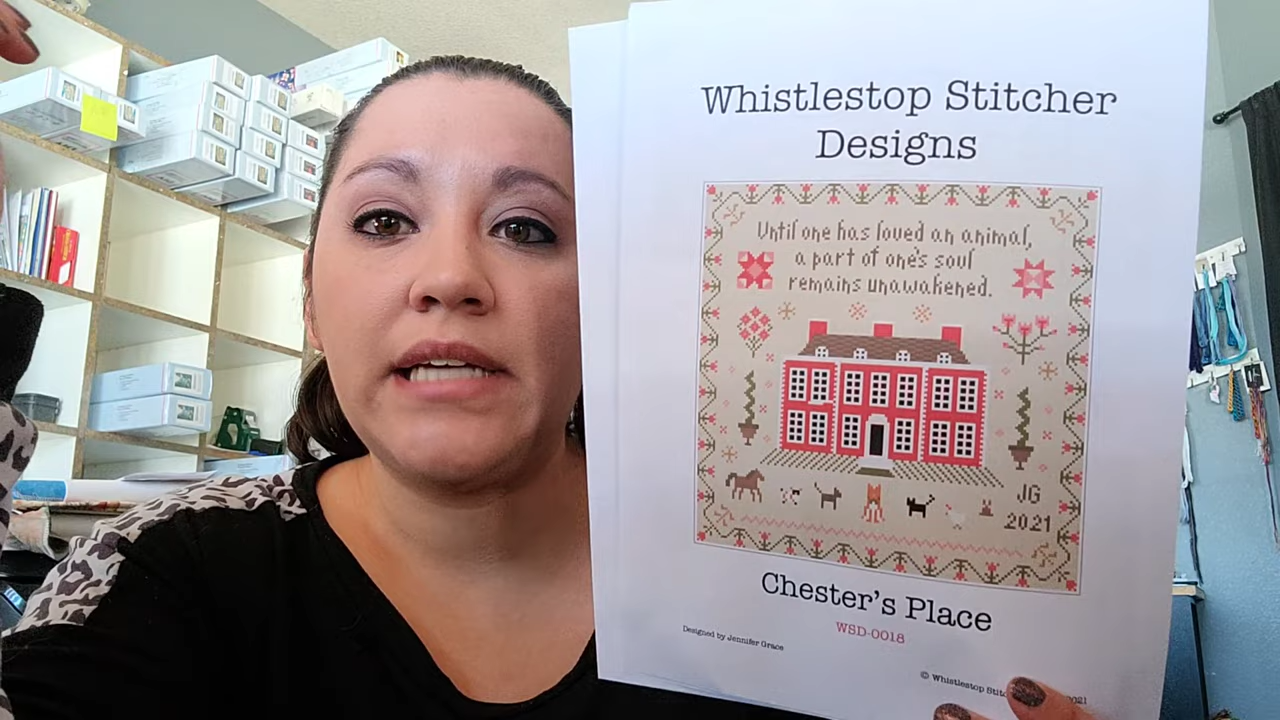 Whistlestop Stitcher
Designs
Until one has loved an animal,
a part of one's soul
remains unawakened.
JG
2021
Chester's Place
WSD-0018
Designed by Jennifer Grace
© Whistlestop